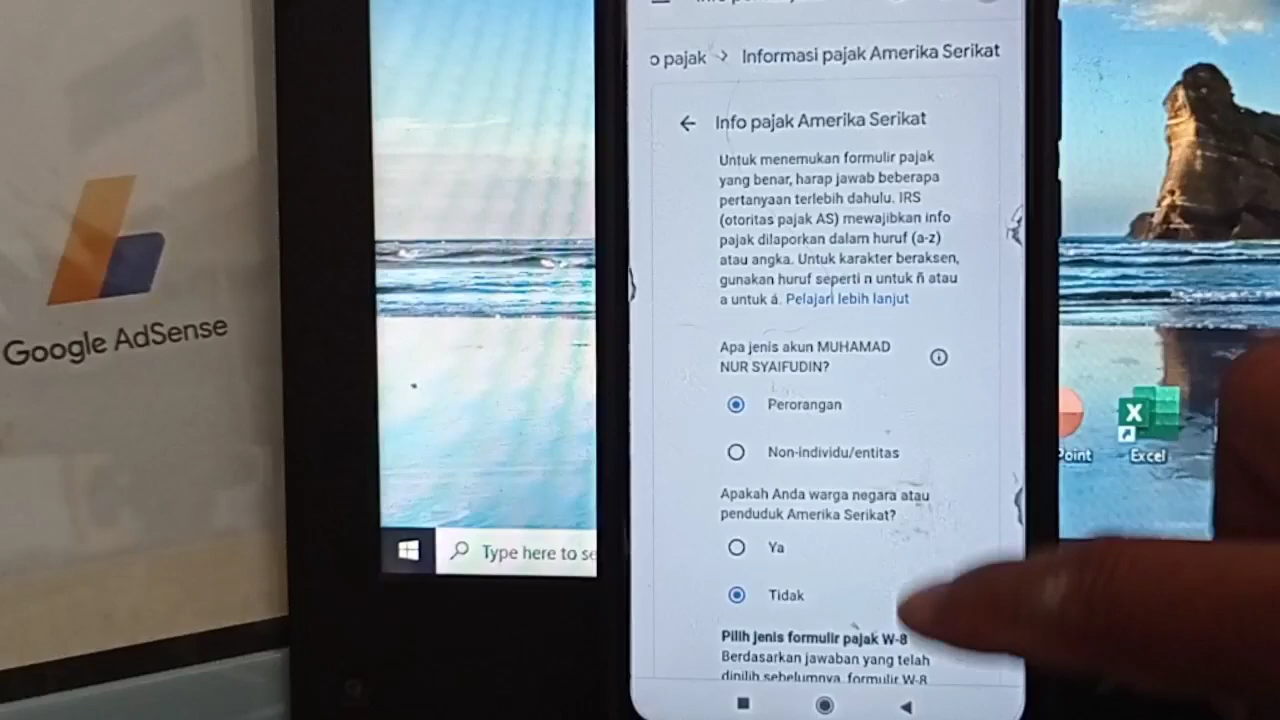 Google AdSense
Type here to se
o pajak > Informasi pajak Amerika Serikat
← Info pajak Amerika Serikat
Untuk menemukan formulir pajak
yang benar, harap jawab beberapa
pertanyaan terlebih dahulu. IRS
(otoritas pajak AS) mewajibkan info
pajak dilaporkan dalam huruf (a-z)
atau angka. Untuk karakter beraksen,
gunakan huruf seperti n untuk ñ atau
a untuk á. Pelajari lebih lanjut
Apa jenis akun MUHAMAD
NUR SYAIFUDIN?
Perorangan
Non-individu/entitas
Apakah Anda warga negara atau
penduduk Amerika Serikat?
Ya
Tidak
Pilih jenis formulir pajak W-8
Berdasarkan jawaban yang telah
dipilih sebelumnya, formulir W-8
Point
Excel